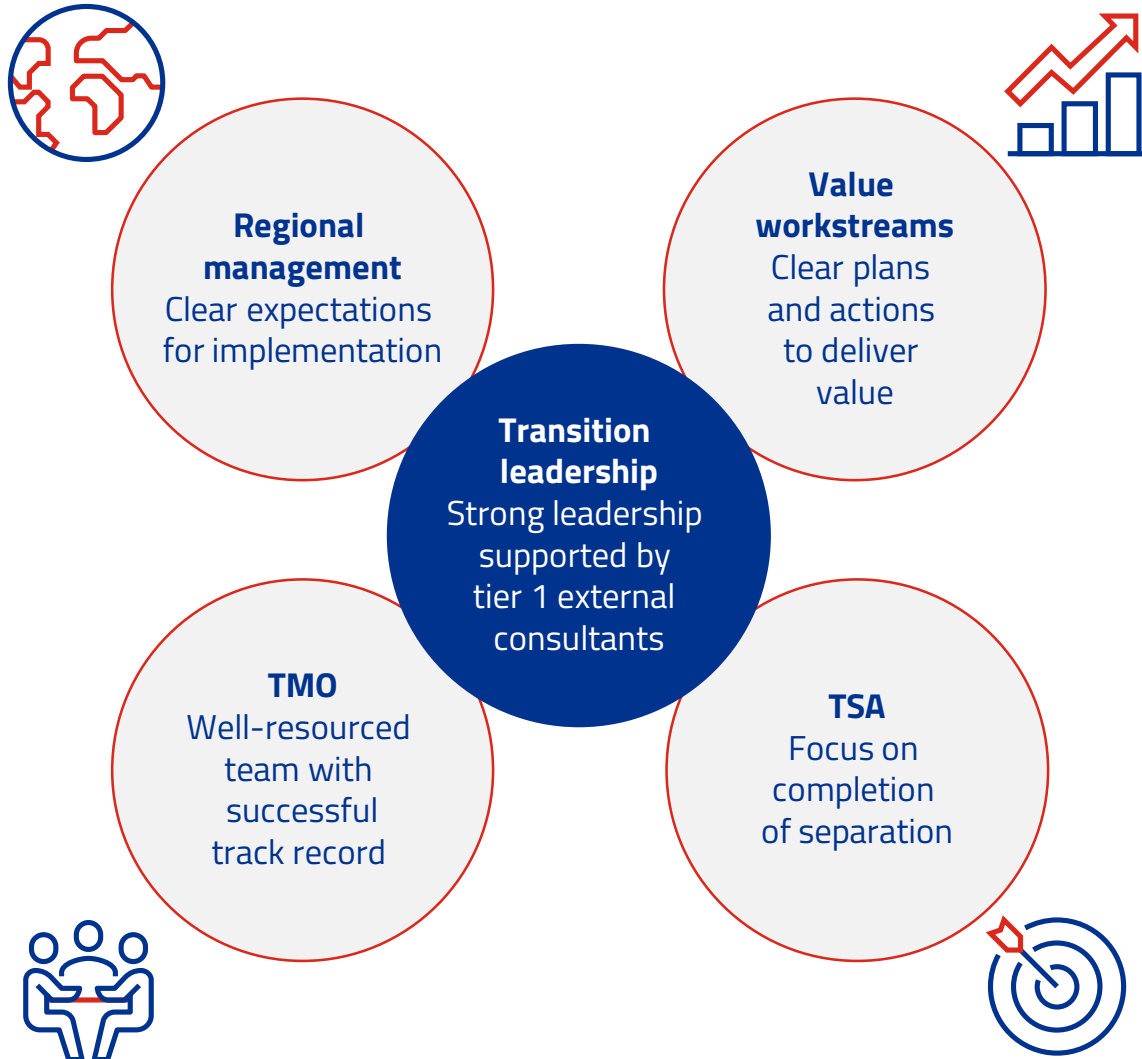 Regional
management
Clear expectations
for implementation
Value
workstreams
Clear plans
and actions
to deliver
value
Transition
leadership
Strong leadership
supported by
tier 1 external
consultants
TMO
Well-resourced
team with
successful
track record
TSA
Focus on
completion
of separation